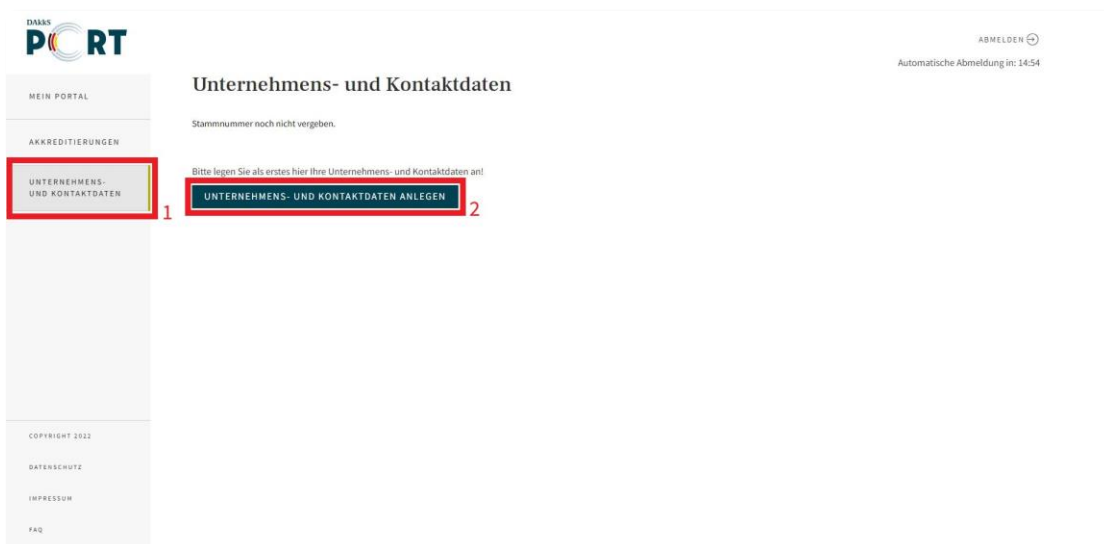 DAkkS
PORT
ABMELDEN
Automatische Abmeldung in: 14:54
MEIN PORTAL
AKKREDITIERUNGEN
UNTERNEHMENS-
UND KONTAKTDATEN
1
Unternehmens- und Kontaktdaten
Stammnummer noch nicht vergeben.
Bitte legen Sie als erstes hier Ihre Unternehmens- und Kontaktdaten an!
UNTERNEHMENS- UND KONTAKTDATEN ANLEGEN
2
COPYRIGHT 2022
DATENSCHUTZ
IMPRESSUM
FAQ